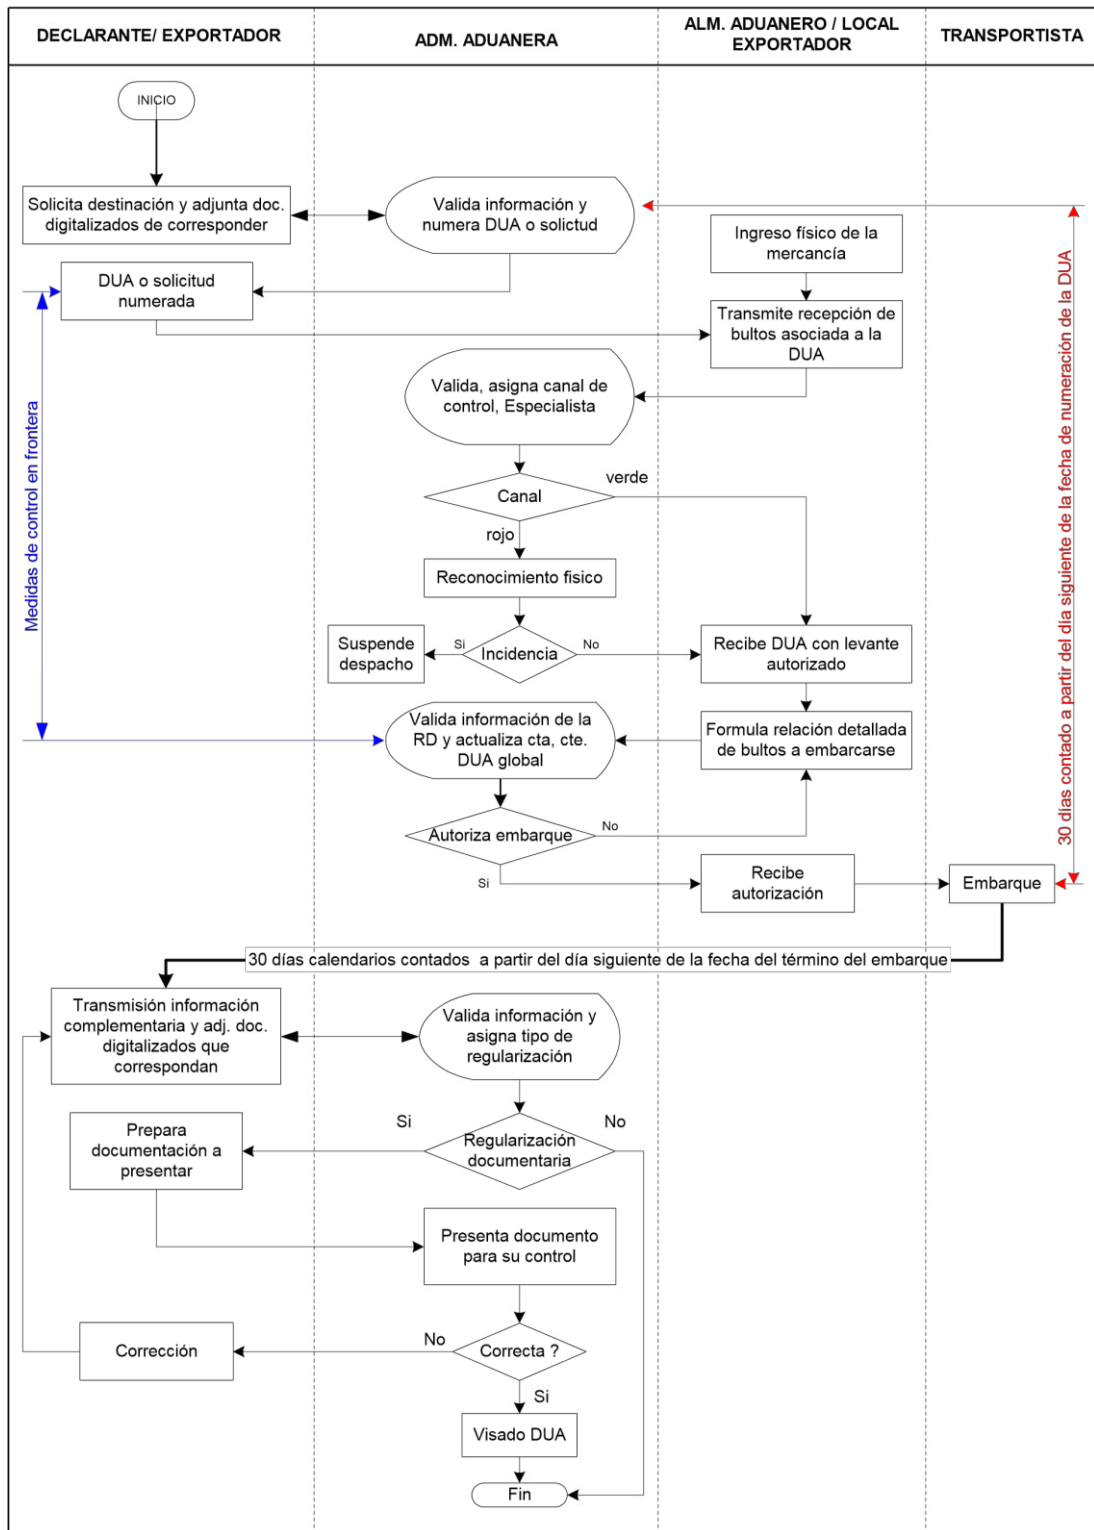 DECLARANTE/ EXPORTADOR
ADM. ADUANERA
ALM. ADUANERO / LOCAL
EXPORTADOR
TRANSPORTISTA
INICIO
Solicita destinación y adjunta doc.
digitalizados de corresponder
Valida información y
numera DUA o solictud
Ingreso físico de la
mercancía
DUA o solicitud
numerada
Transmite recepción de
bultos asociada a la
DUA
Valida, asigna canal de
control, Especialista
Canal
verde
rojo
Reconocimiento fisico
Suspende
despacho
Si
Incidencia
No
Recibe DUA con levante
autorizado
Valida información de la
RD y actualiza cta, cte.
DUA global
Formula relación detallada
de bultos a embarcarse
Autoriza embarque
No
Si
Recibe
autorización
Embarque
Medidas de control en frontera
30 días contado a partir del día siguiente de la fecha de numeración de la DUA
30 días calendarios contados a partir del día siguiente de la fecha del término del embarque
Transmisión información
complementaria y adj. doc.
digitalizados que
correspondan
Valida información y
asigna tipo de
regularización
Si
No
Prepara
documentación a
presentar
Regularización
documentaria
Presenta documento
para su control
Corrección
No
Correcta ?
Si
Visado DUA
Fin